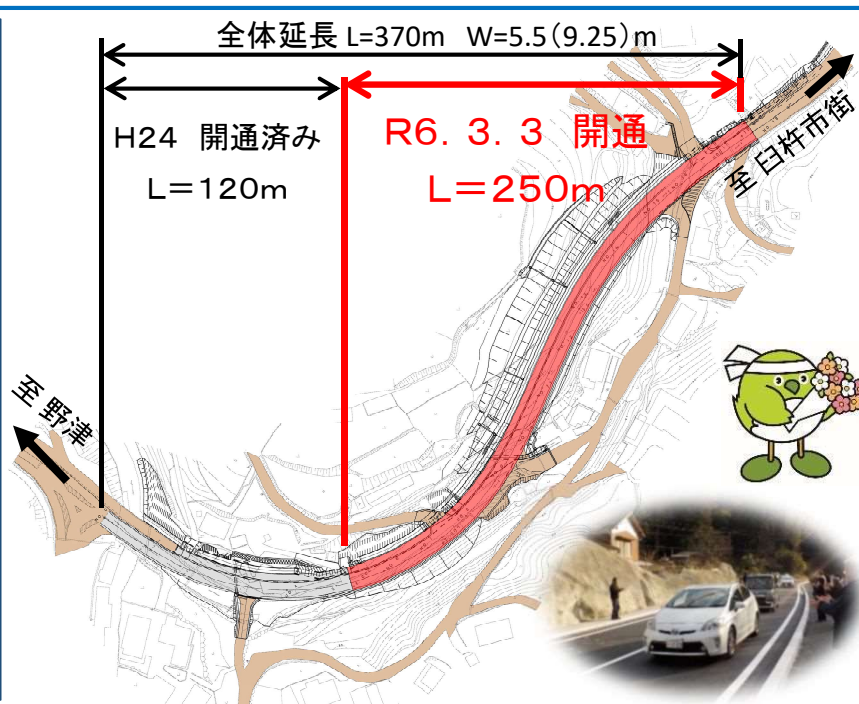 全体延長 L=370m W=5.5(9.25)m
H24 開通済み
L=120m
R6. 3. 3 開通
L=250m
至 臼杵市街
至 野津